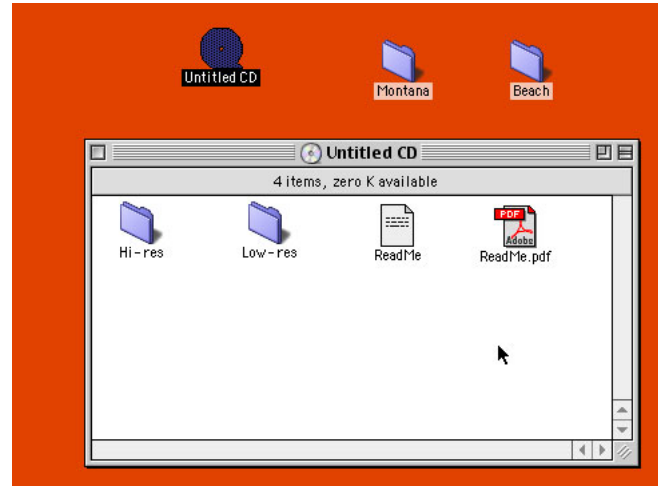 Untitled CD
Montana
Beach
Untitled CD
4 items, zero K available
Hi-res
Low-res
ReadMe
PDF
Adobe
ReadMe.pdf